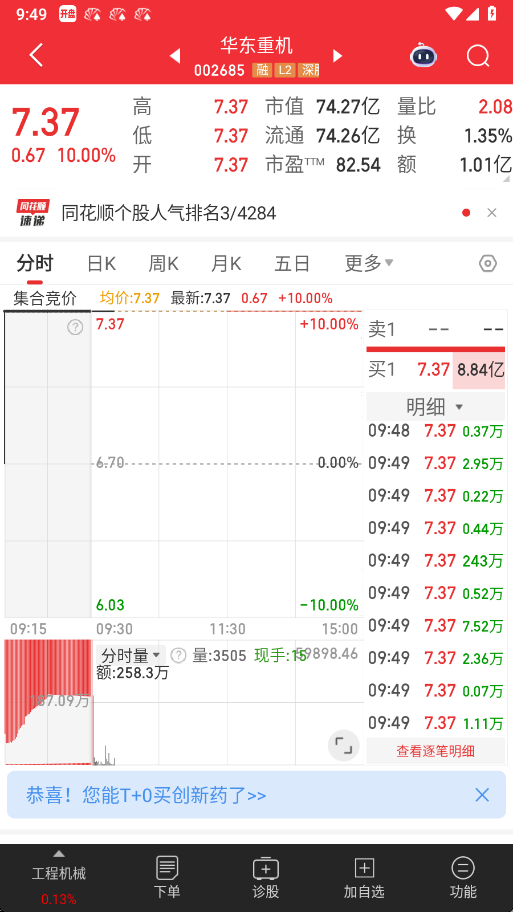 9:49 开盘
华东重机
002685 融 L2 深股
7.37 高 7.37 市值 74.27亿 量比 2.08
0.67 10.00% 低 7.37 流通 74.26亿 换 1.35%
开 7.37 市盈TTM 82.54 额 1.01亿
同花顺
速递 同花顺个股人气排名3/4284
分时 日K 周K 月K 五日 更多
集合竞价 均价:7.37 最新:7.37 0.67 +10.00%
? 7.37 +10.00%
6.70 0.00%
6.03 -10.00%
09:15 09:30 11:30 15:00
分时量 ? 量:3505 现手:15 59898.46
额:258.3万
卖1 -- --
买1 7.37 8.84亿
明细
09:48 7.37 0.37万
09:49 7.37 2.95万
09:49 7.37 0.22万
09:49 7.37 0.44万
09:49 7.37 243万
09:49 7.37 0.52万
09:49 7.37 7.52万
09:49 7.37 2.36万
09:49 7.37 0.07万
09:49 7.37 1.11万
查看逐笔明细
恭喜！您能T+0买创新药了>>
工程机械 下单 诊股 加自选 功能
0.13%